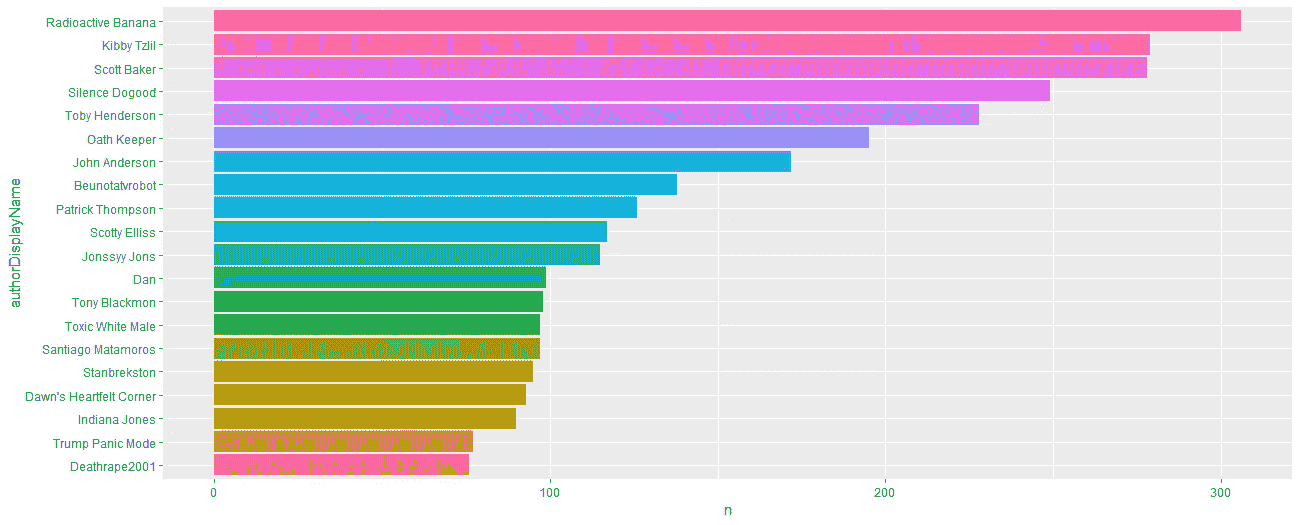 Radioactive Banana
Kibby Tzlil
Scott Baker
Silence Dogood
Toby Henderson
Oath Keeper
John Anderson
Beunotatvrobot
Patrick Thompson
Scotty Elliss
Jonssyy Jons
Dan
Tony Blackmon
Toxic White Male
Santiago Matamoros
Stanbrekston
Dawn's Heartfelt Corner
Indiana Jones
Trump Panic Mode
Deathrape2001
authorDisplayName
0 100 200 300
n